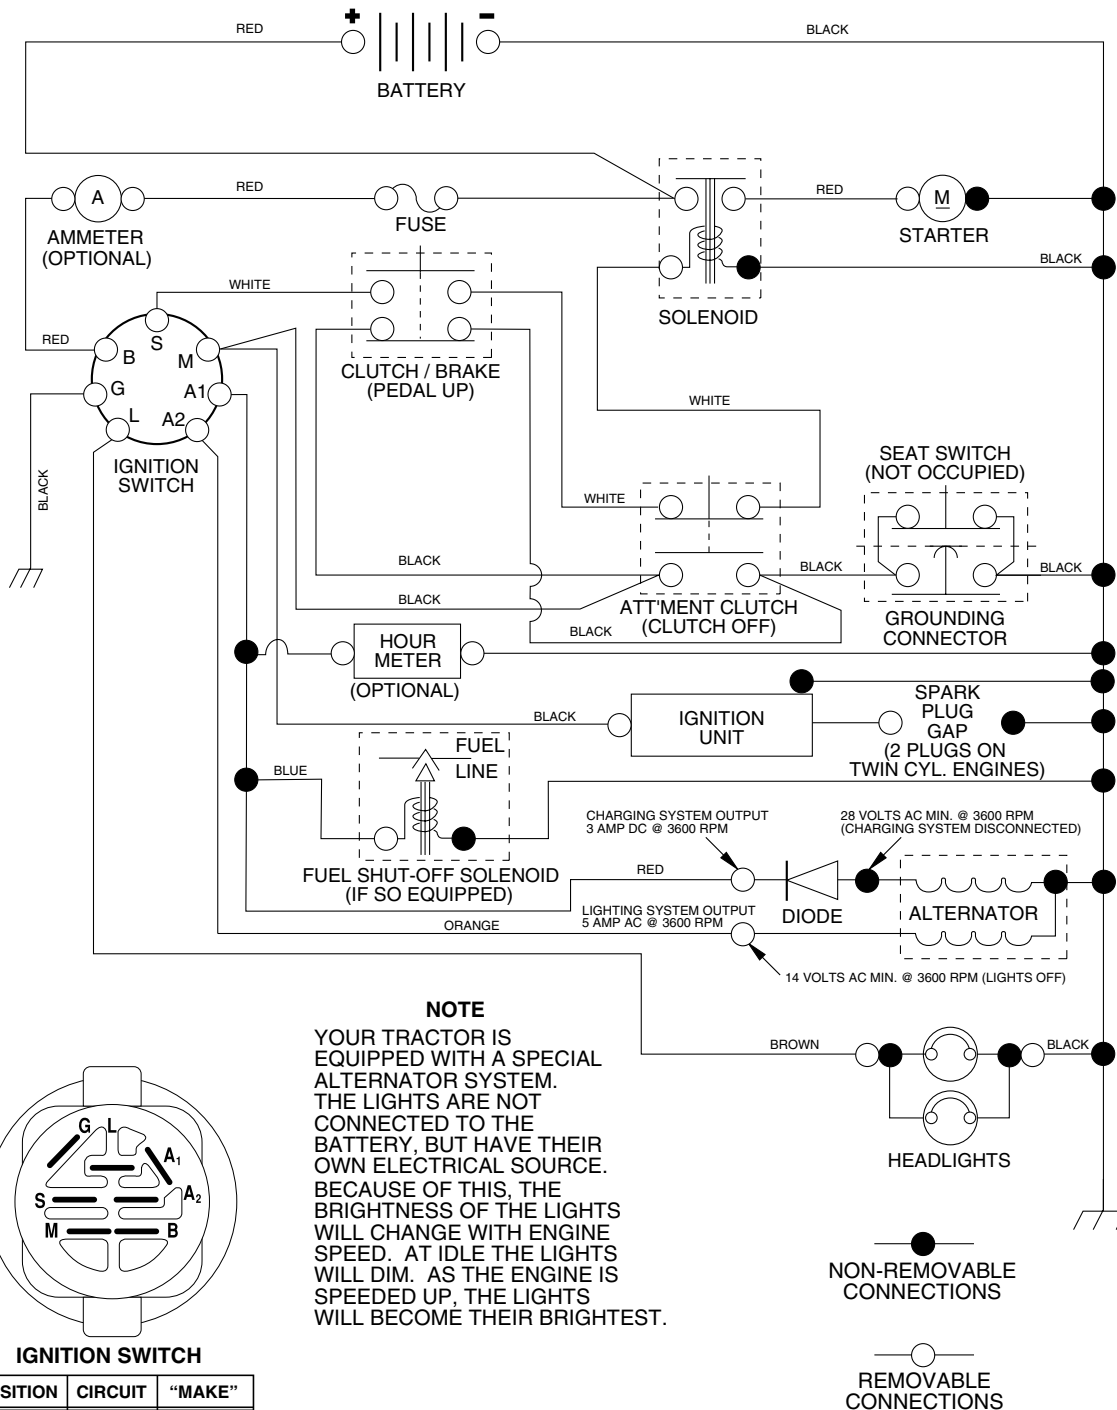 RED
+
-
BLACK
BATTERY
RED
A
AMMETER
(OPTIONAL)
FUSE
SOLENOID
RED
M
STARTER
BLACK
WHITE
CLUTCH / BRAKE
(PEDAL UP)
RED
S
B
M
G
A1
L
A2
IGNITION
SWITCH
BLACK
WHITE
WHITE
SEAT SWITCH
(NOT OCCUPIED)
BLACK
BLACK
BLACK
BLACK
ATT'MENT CLUTCH
(CLUTCH OFF)
BLACK
GROUNDING
CONNECTOR
HOUR
METER
(OPTIONAL)
BLACK
IGNITION
UNIT
SPARK
PLUG
GAP
(2 PLUGS ON
TWIN CYL. ENGINES)
BLUE
FUEL
LINE
FUEL SHUT-OFF SOLENOID
(IF SO EQUIPPED)
CHARGING SYSTEM OUTPUT
3 AMP DC @ 3600 RPM
28 VOLTS AC MIN. @ 3600 RPM
(CHARGING SYSTEM DISCONNECTED)
RED
DIODE
ALTERNATOR
LIGHTING SYSTEM OUTPUT
5 AMP AC @ 3600 RPM
ORANGE
14 VOLTS AC MIN. @ 3600 RPM (LIGHTS OFF)
BROWN
BLACK
HEADLIGHTS
NOTE
YOUR TRACTOR IS
EQUIPPED WITH A SPECIAL
ALTERNATOR SYSTEM.
THE LIGHTS ARE NOT
CONNECTED TO THE
BATTERY, BUT HAVE THEIR
OWN ELECTRICAL SOURCE.
BECAUSE OF THIS, THE
BRIGHTNESS OF THE LIGHTS
WILL CHANGE WITH ENGINE
SPEED. AT IDLE THE LIGHTS
WILL DIM. AS THE ENGINE IS
SPEEDED UP, THE LIGHTS
WILL BECOME THEIR BRIGHTEST.
G L
A1
A2
S
M
B
IGNITION SWITCH
SITION CIRCUIT “MAKE”
NON-REMOVABLE
CONNECTIONS
REMOVABLE
CONNECTIONS